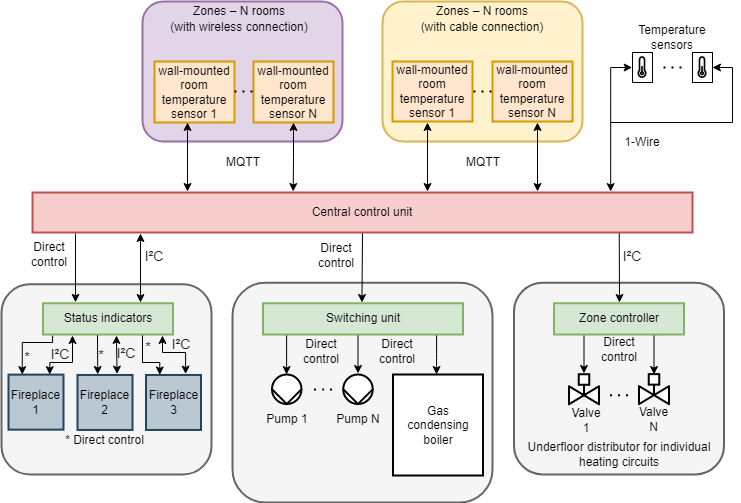 Zones – N rooms
(with wireless connection)
wall-mounted
room
temperature
sensor 1
...
wall-mounted
room
temperature
sensor N
Zones – N rooms
(with cable connection)
wall-mounted
room
temperature
sensor 1
...
wall-mounted
room
temperature
sensor N
Temperature
sensors
...
MQTT
MQTT
1-Wire
Central control unit
Direct
control
I²C
Direct
control
I²C
Status indicators
*
I²C
*
I²C
*
I²C
Fireplace
1
Fireplace
2
Fireplace
3
* Direct control
Switching unit
Direct
control
Direct
control
...
Pump 1
Pump N
Gas
condensing
boiler
Zone controller
Direct
control
...
Valve
1
Valve
N
Underfloor distributor for individual
heating circuits